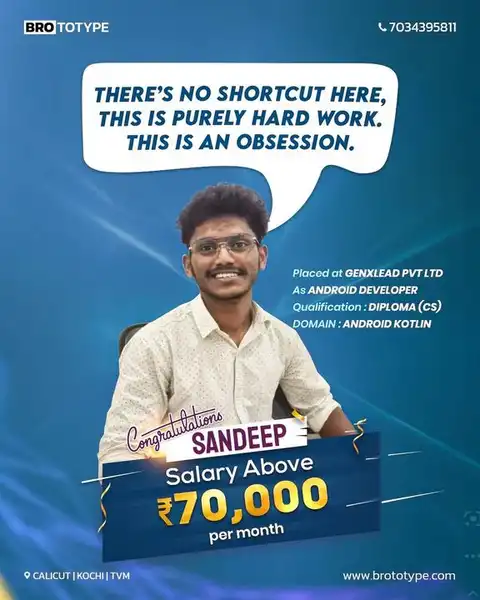 BROTOTYPE
7034395811
THERE'S NO SHORTCUT HERE,
THIS IS PURELY HARD WORK.
THIS IS AN OBSESSION.
Placed at GENXLEAD PVT LTD
As ANDROID DEVELOPER
Qualification : DIPLOMA (CS)
DOMAIN : ANDROID KOTLIN
Congratulations
SANDEEP
Salary Above
₹70,000
per month
CALICUT | KOCHI | TVM
www.brototype.com